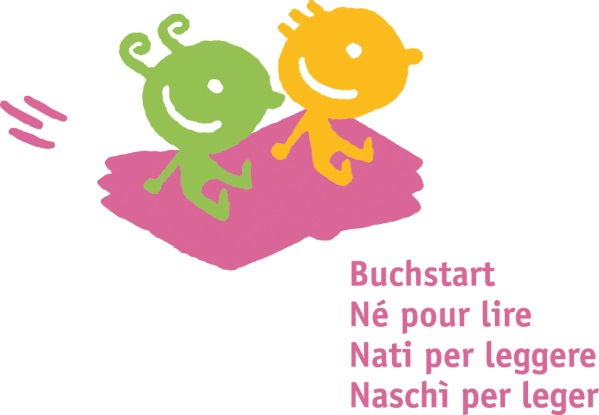 Buchstart
Né pour lire
Nati per leggere
Naschì per leger